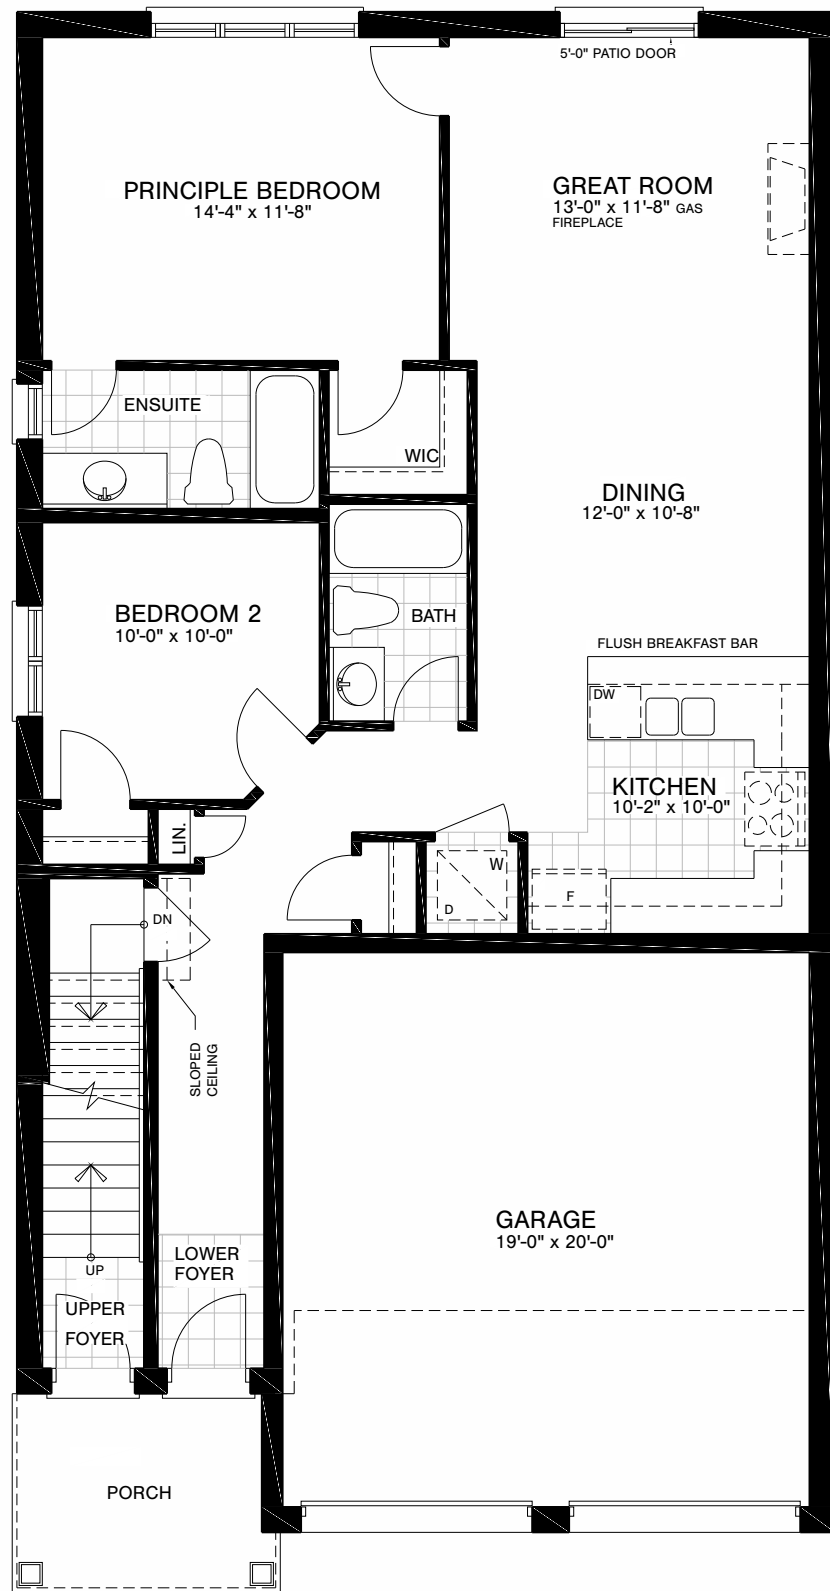 5'-0" PATIO DOOR
PRINCIPLE BEDROOM
14'-4" x 11'-8"
GREAT ROOM
13'-0" x 11'-8" GAS
FIREPLACE
ENSUITE
WIC
DINING
12'-0" x 10'-8"
BEDROOM 2
10'-0" x 10'-0"
BATH
FLUSH BREAKFAST BAR
DW
KITCHEN
10'-2" x 10'-0"
LIN.
W
D
F
DN
SLOPED
CEILING
GARAGE
19'-0" x 20'-0"
LOWER
FOYER
UP
UPPER
FOYER
PORCH